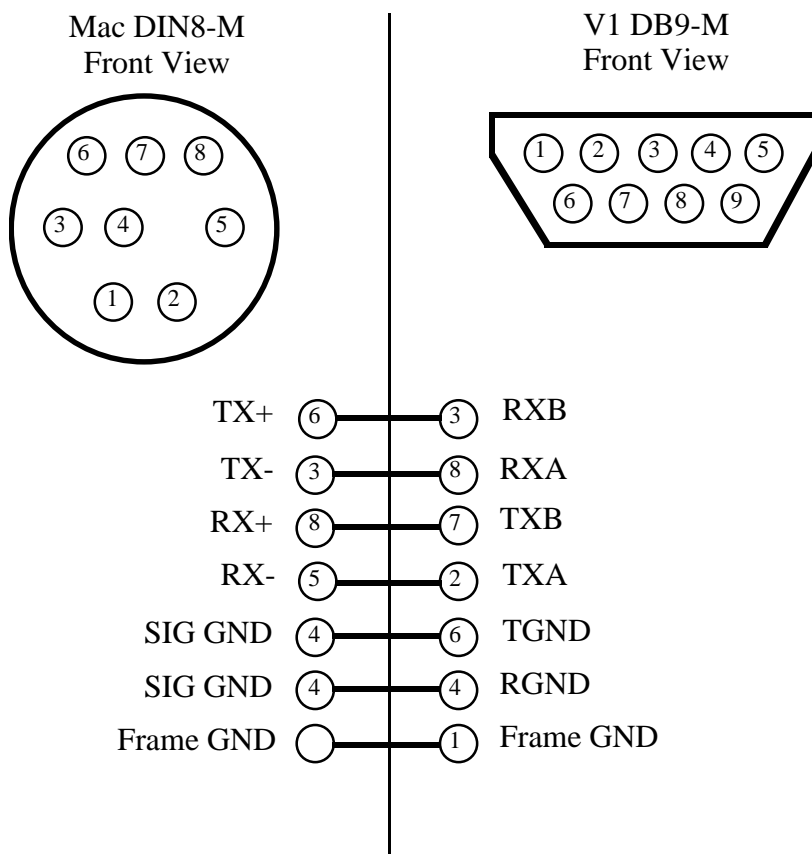 Mac DIN8-M
Front View
V1 DB9-M
Front View
6 7 8
3 4 5
1 2
1 2 3 4 5
6 7 8 9
TX+ 6 3 RXB
TX- 3 8 RXA
RX+ 8 7 TXB
RX- 5 2 TXA
SIG GND 4 6 TGND
SIG GND 4 4 RGND
Frame GND 1 Frame GND